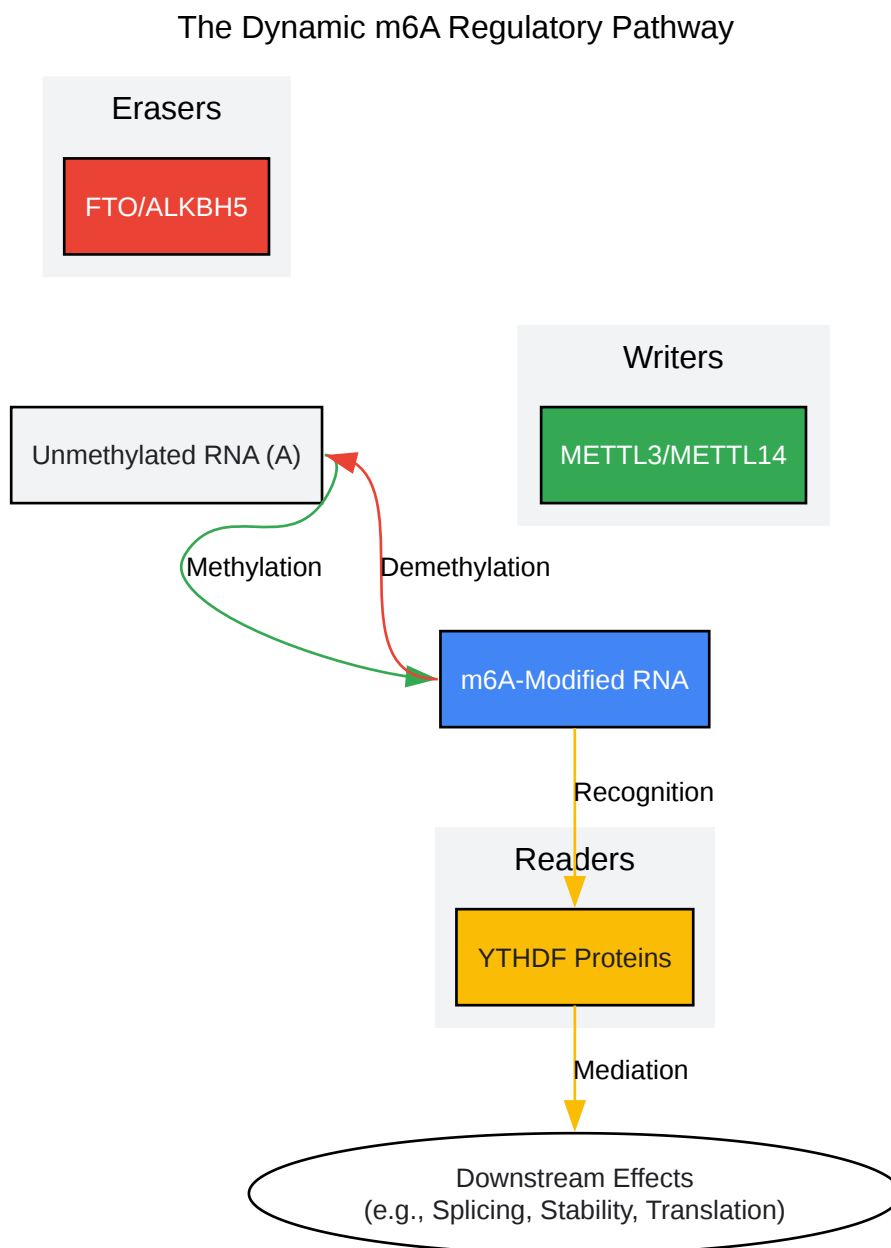 The Dynamic m6A Regulatory Pathway
Erasers
FTO/ALKBH5
Writers
METTL3/METTL14
Unmethylated RNA (A)
Methylation
Demethylation
m6A-Modified RNA
Recognition
Readers
YTHDF Proteins
Mediation
Downstream Effects
(e.g., Splicing, Stability, Translation)